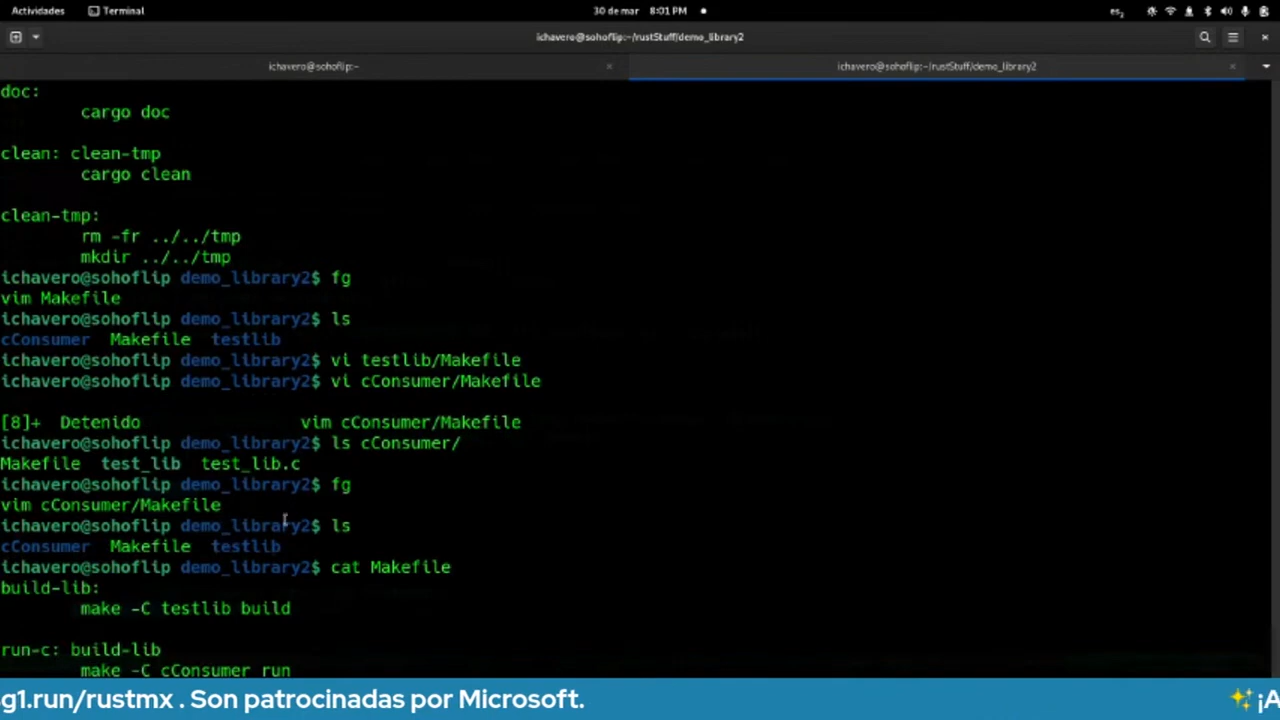 Actividades
Terminal
30 de mar 8:01 PM
es₂
ichavero@sohoflip:~/rustStuff/demo_library2
ichavero@sohoflip:~
ichavero@sohoflip:~/rustStuff/demo_library2
doc:
cargo doc
clean: clean-tmp
cargo clean
clean-tmp:
rm -fr ../../tmp
mkdir ../../tmp
ichavero@sohoflip demo_library2$ fg
vim Makefile
ichavero@sohoflip demo_library2$ ls
cConsumer Makefile testlib
ichavero@sohoflip demo_library2$ vi testlib/Makefile
ichavero@sohoflip demo_library2$ vi cConsumer/Makefile
[8]+ Detenido vim cConsumer/Makefile
ichavero@sohoflip demo_library2$ ls cConsumer/
Makefile test_lib test_lib.c
ichavero@sohoflip demo_library2$ fg
vim cConsumer/Makefile
ichavero@sohoflip demo_library2$ ls
cConsumer Makefile testlib
ichavero@sohoflip demo_library2$ cat Makefile
build-lib:
make -C testlib build
run-c: build-lib
make -C cConsumer run
sg1.run/rustmx . Son patrocinadas por Microsoft. ✨ ¡A